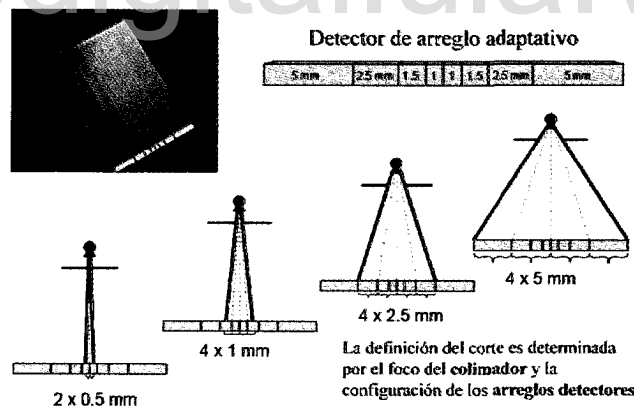 Detector de arreglo adaptativo
5 mm 2.5 mm 1.5 1 1 1.5 2.5 mm 5 mm
4 x 5 mm
4 x 2.5 mm
4 x 1 mm
2 x 0.5 mm
La definición del corte es determinada
por el foco del colimador y la
configuración de los arreglos detectores